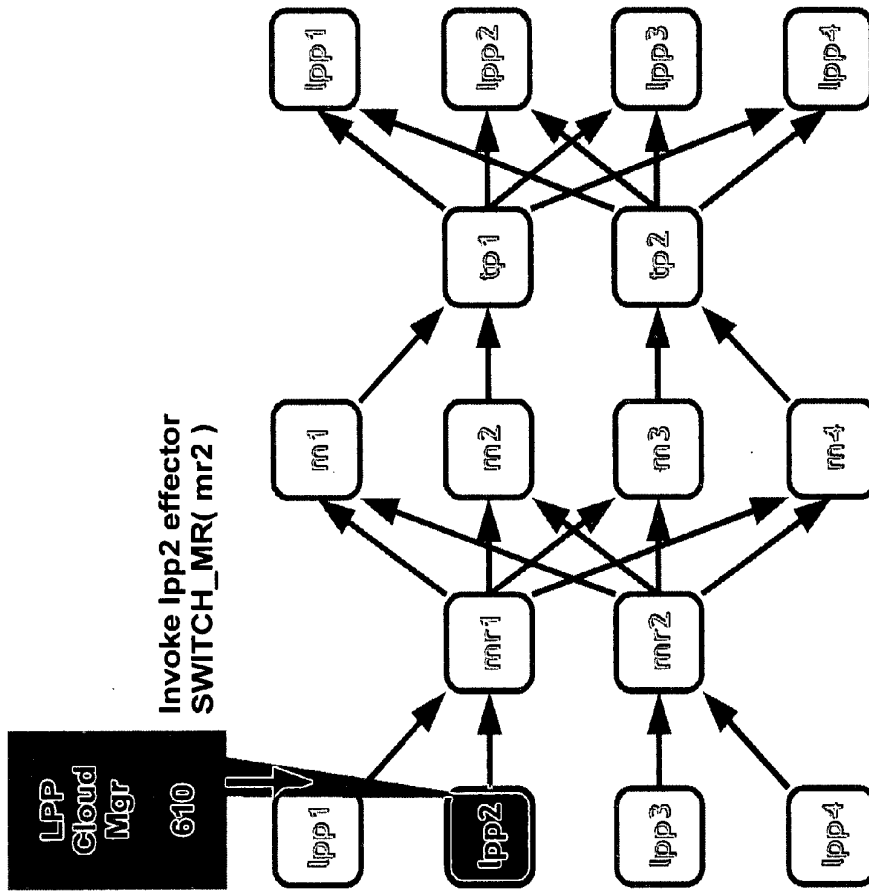 LPP
Cloud
Mgr
610
Invoke lpp2 effector
SWITCH_MR( mr2 )
lpp1
lpp2
lpp3
lpp4
mr1
mr2
m1
m2
m3
m4
tp1
tp2
lpp1
lpp2
lpp3
lpp4